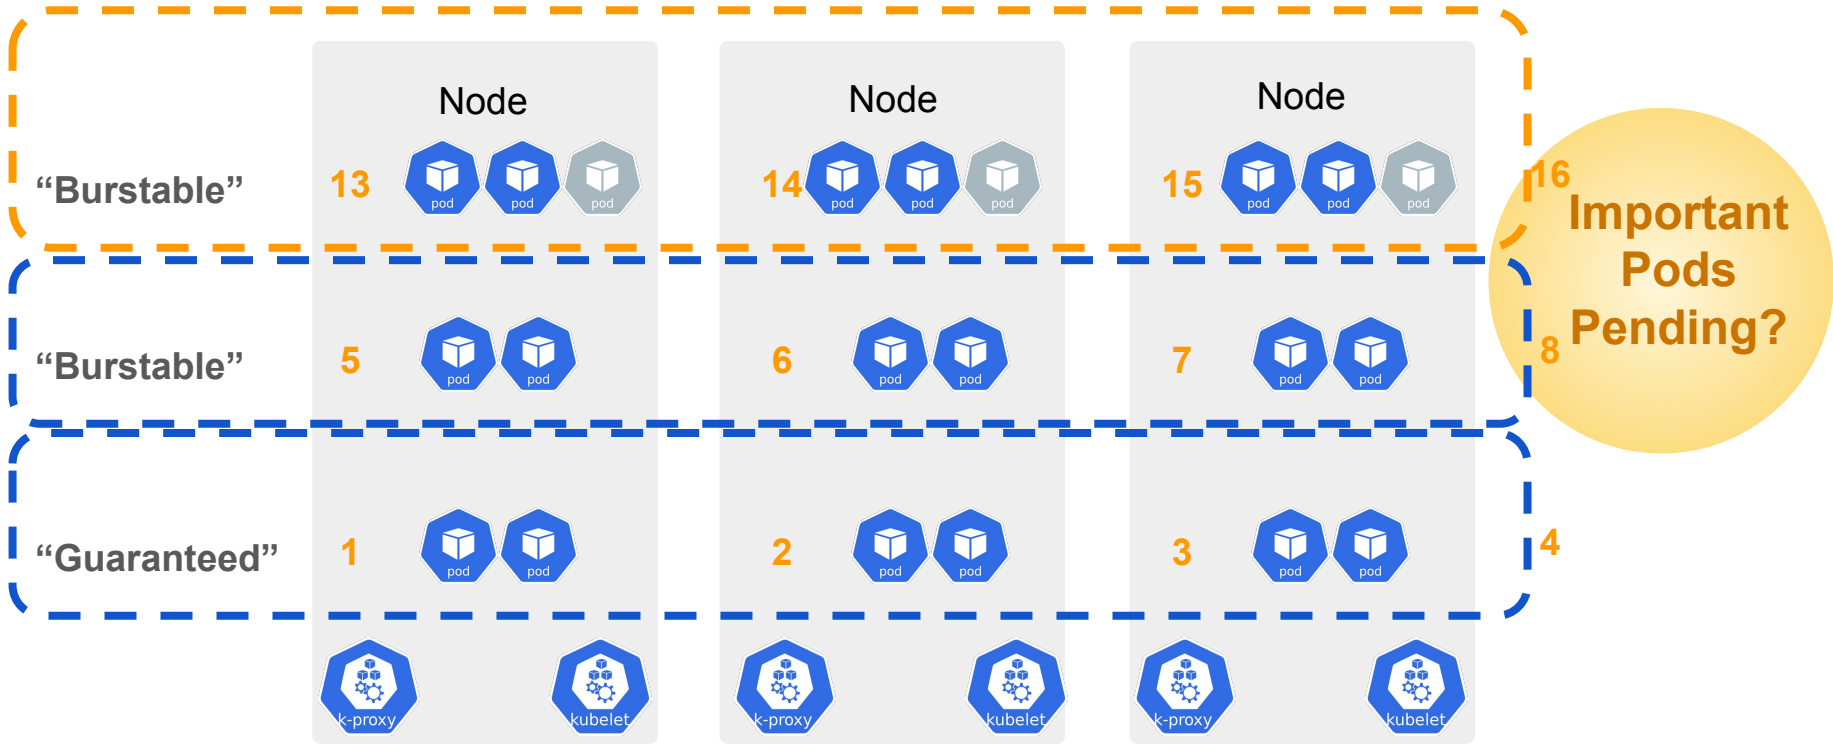 Node
Node
Node
“Burstable”
13
pod
pod
pod
14
pod
pod
pod
15
pod
pod
pod
16
Important
Pods
Pending?
“Burstable”
5
pod
pod
6
pod
pod
7
pod
pod
8
“Guaranteed”
1
pod
pod
2
pod
pod
3
pod
pod
4
k-proxy
kubelet
k-proxy
kubelet
k-proxy
kubelet